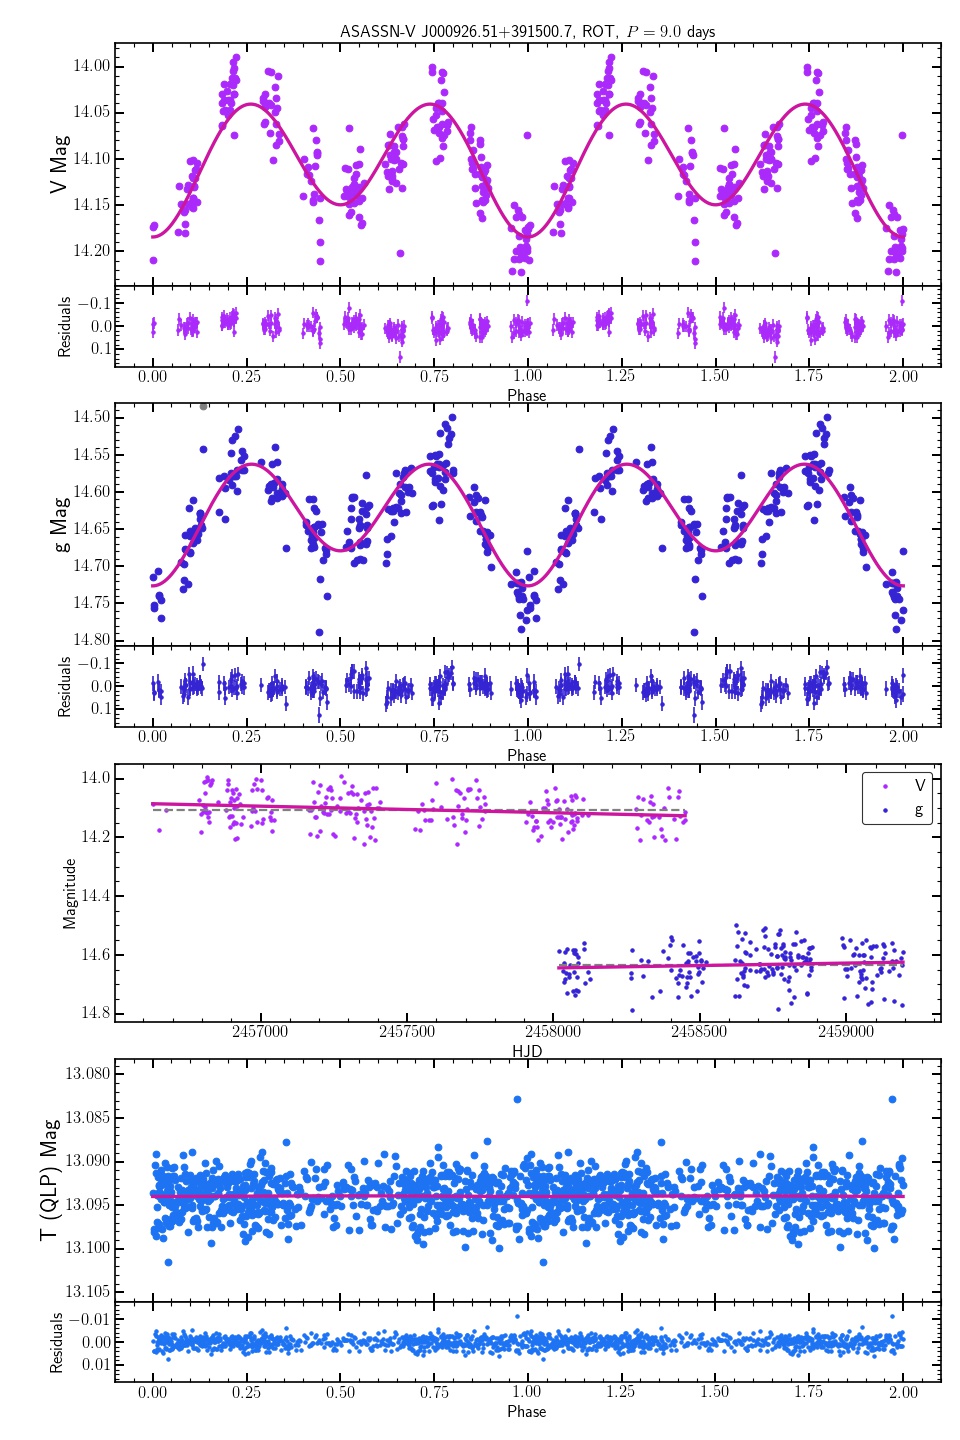 ASASSN-V J000926.51+391500.7, ROT, P = 9.0 days
V Mag
14.00
14.05
14.10
14.15
14.20
Residuals
−0.1
0.0
0.1
0.00 0.25 0.50 0.75 1.00 1.25 1.50 1.75 2.00
Phase
g Mag
14.50
14.55
14.60
14.65
14.70
14.75
14.80
Residuals
−0.1
0.0
0.1
0.00 0.25 0.50 0.75 1.00 1.25 1.50 1.75 2.00
Phase
Magnitude
14.0
14.2
14.4
14.6
14.8
V
g
2457000 2457500 2458000 2458500 2459000
HJD
T (QLP) Mag
13.080
13.085
13.090
13.095
13.100
13.105
Residuals
−0.01
0.00
0.01
0.00 0.25 0.50 0.75 1.00 1.25 1.50 1.75 2.00
Phase